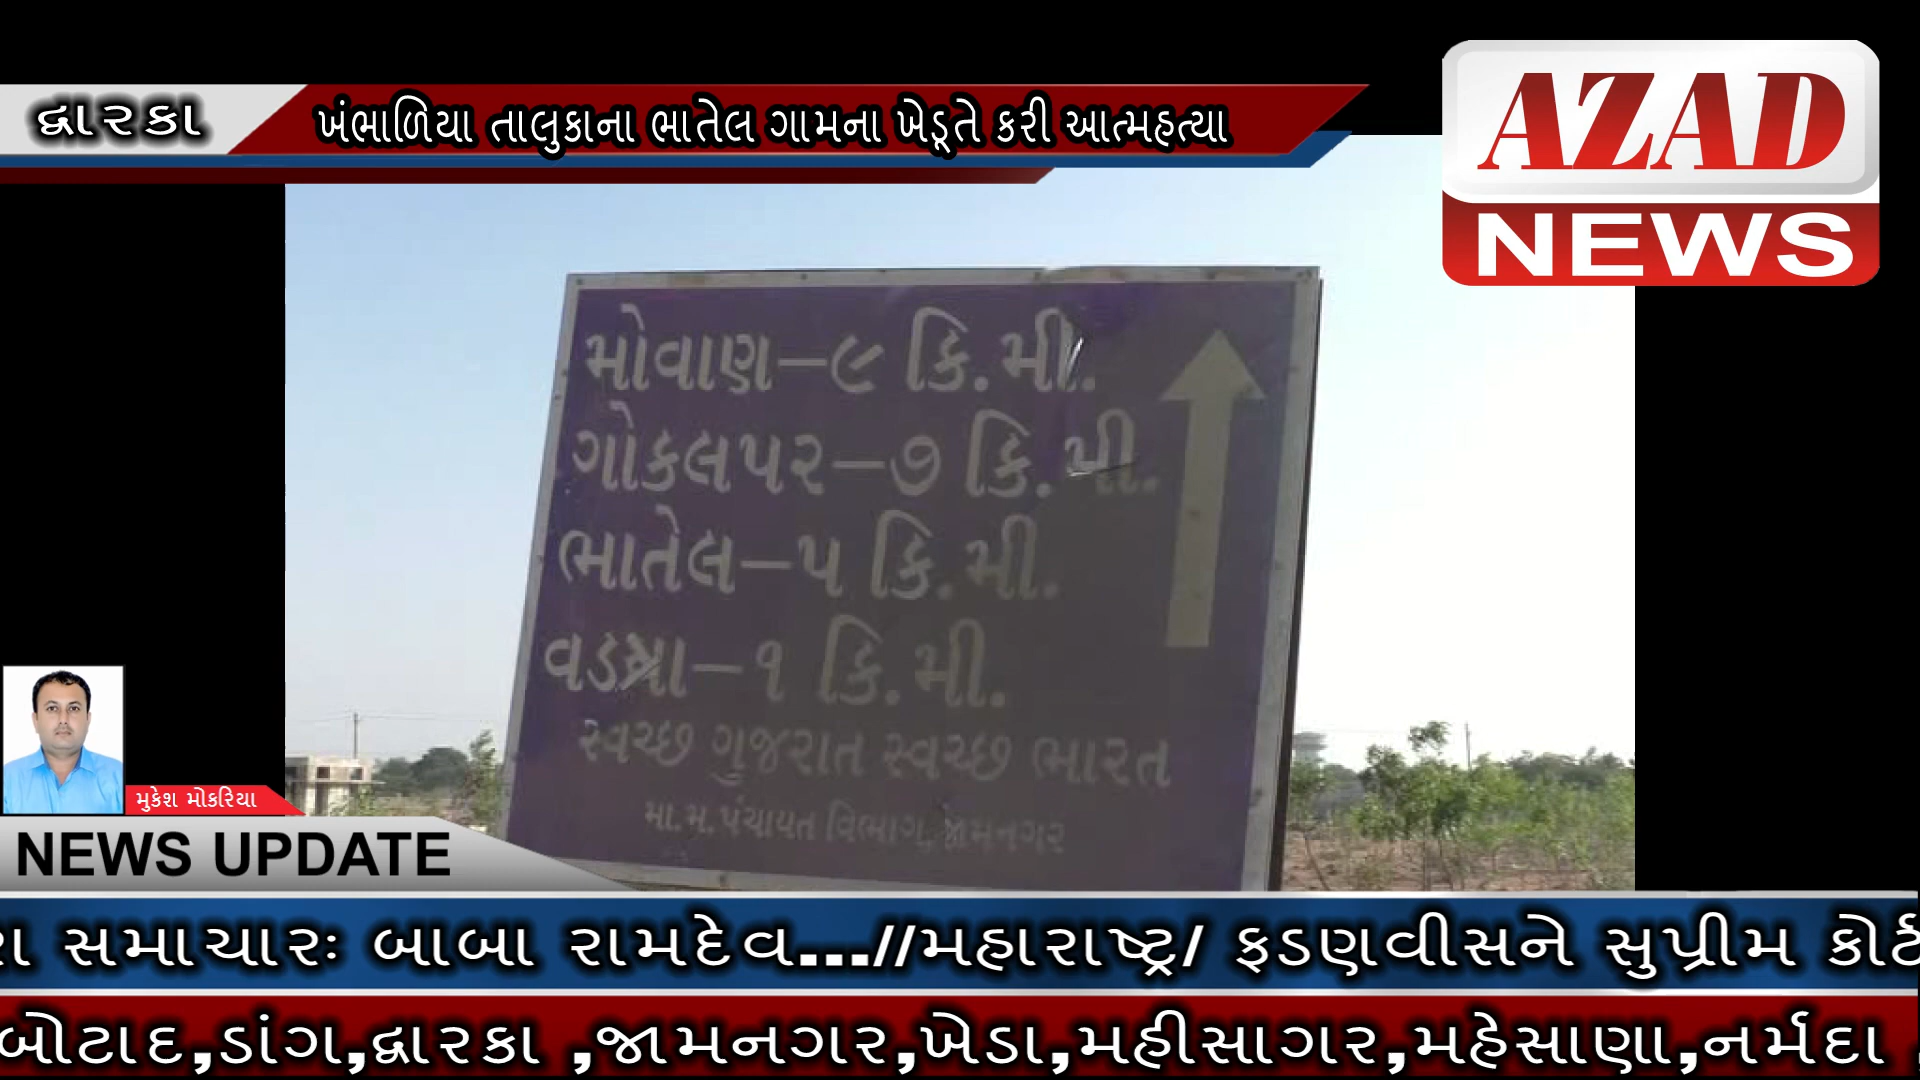 દ્વારકા
ખંભાળિયા તાલુકાના ભાતેલ ગામના ખેડૂતે કરી આત્મહત્યા
AZAD
NEWS
મોવાણ–૯ કિ.મી.
ગોકલપર–૭ કિ.મી.
ભાતેલ–૫ કિ.મી.
વડત્રા–૧ કિ.મી.
સ્વચ્છ ગુજરાત સ્વચ્છ ભારત
મા.મ.પંચાયત વિભાગ, જામનગર
મુકેશ મોકરિયા
NEWS UPDATE
સમાચારઃ બાબા રામદેવ...//મહારાષ્ટ્ર/ ફડણવીસને સુપ્રીમ કોર્ટ
બોટાદ,ડાંગ,દ્વારકા ,જામનગર,ખેડા,મહીસાગર,મહેસાણા,નર્મદા